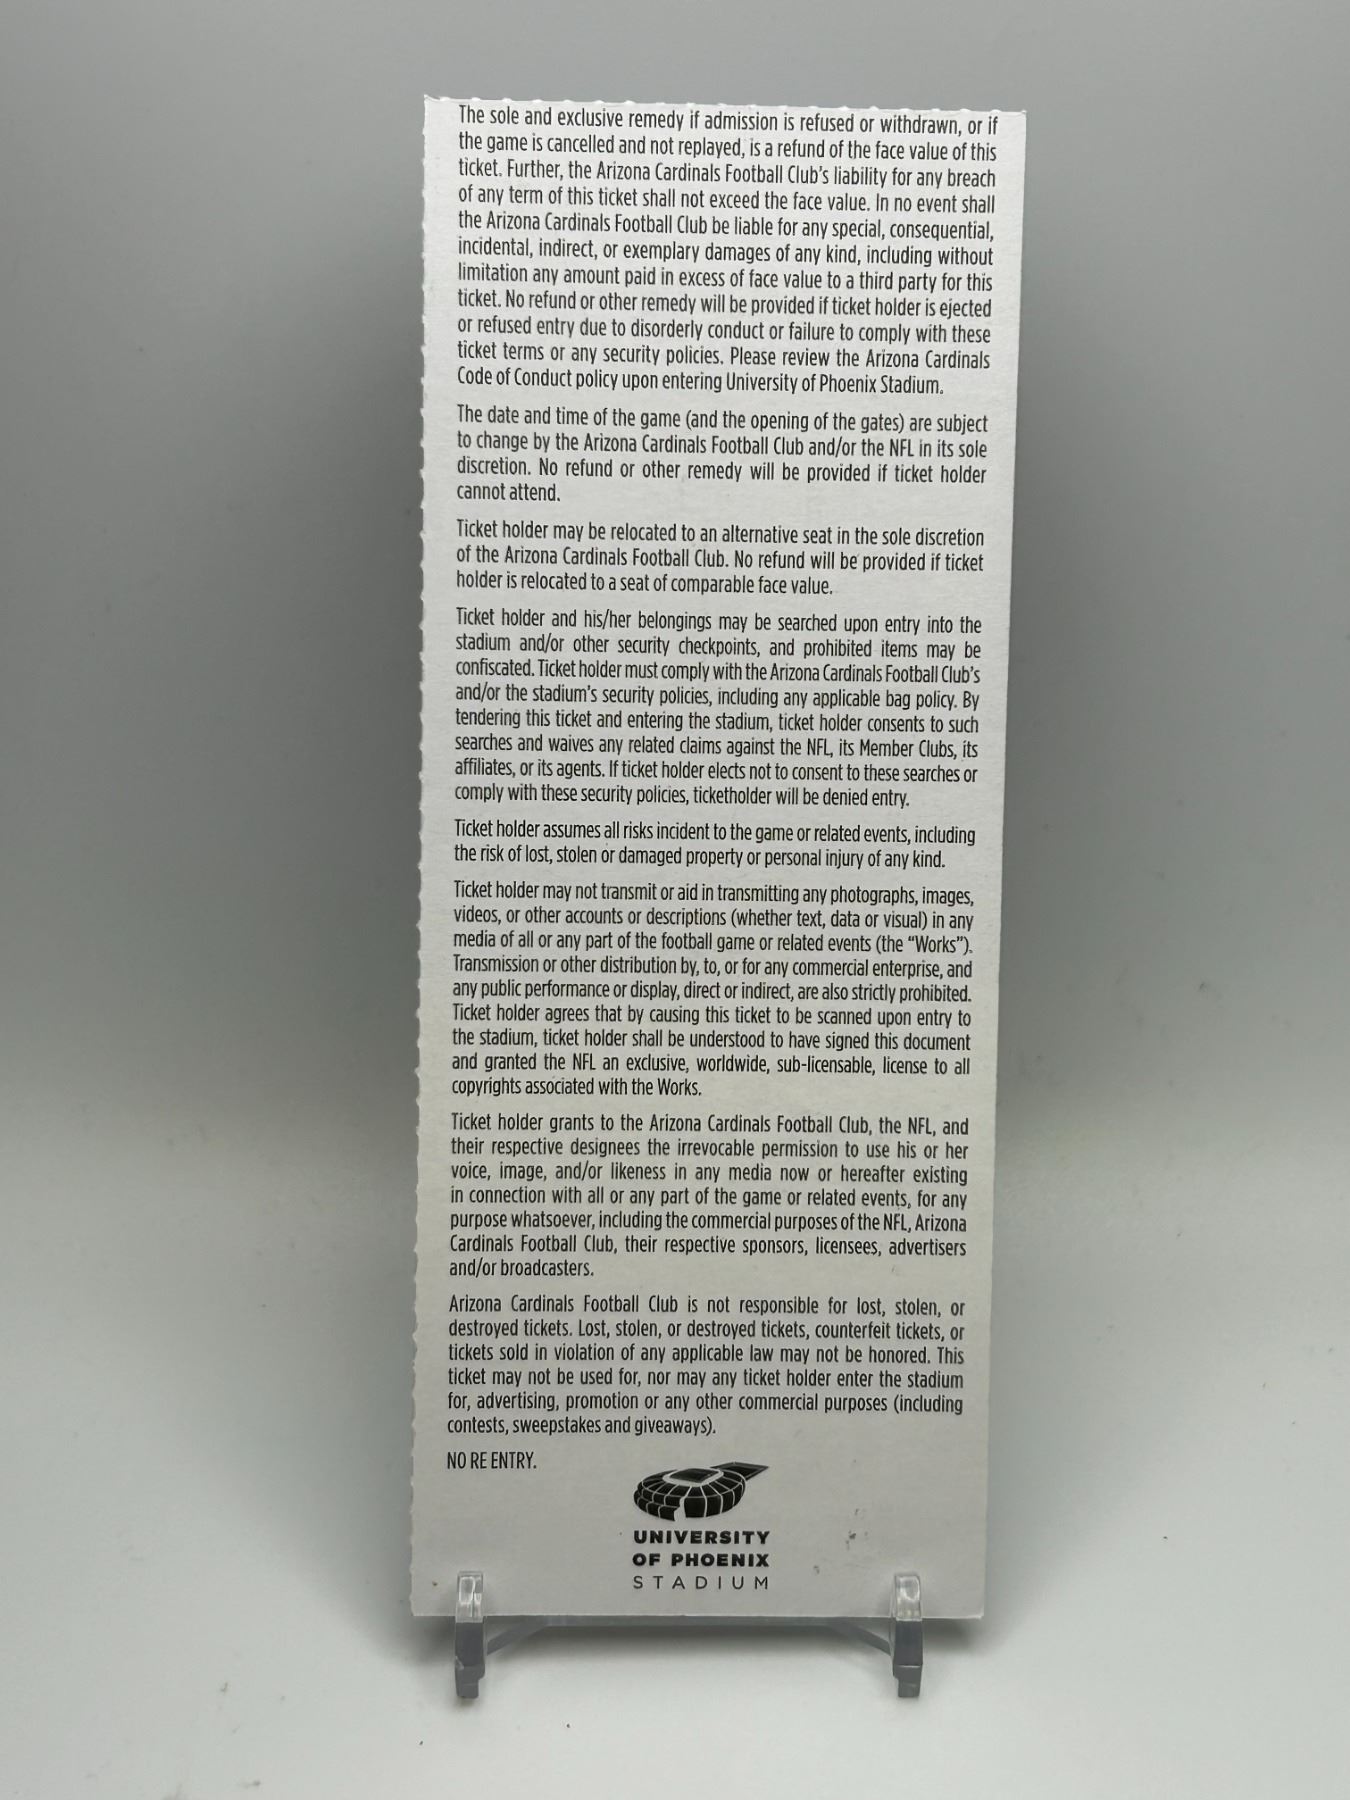 The sole and exclusive remedy if admission is refused or withdrawn, or if
the game is cancelled and not replayed, is a refund of the face value of this
ticket. Further, the Arizona Cardinals Football Club's liability for any breach
of any term of this ticket shall not exceed the face value. In no event shall
the Arizona Cardinals Football Club be liable for any special, consequential,
incidental, indirect, or exemplary damages of any kind, including without
limitation any amount paid in excess of face value to a third party for this
ticket. No refund or other remedy will be provided if ticket holder is ejected
or refused entry due to disorderly conduct or failure to comply with these
ticket terms or any security policies. Please review the Arizona Cardinals
Code of Conduct policy upon entering University of Phoenix Stadium.
The date and time of the game (and the opening of the gates) are subject
to change by the Arizona Cardinals Football Club and/or the NFL in its sole
discretion. No refund or other remedy will be provided if ticket holder
cannot attend.
Ticket holder may be relocated to an alternative seat in the sole discretion
of the Arizona Cardinals Football Club. No refund will be provided if ticket
holder is relocated to a seat of comparable face value.
Ticket holder and his/her belongings may be searched upon entry into the
stadium and/or other security checkpoints, and prohibited items may be
confiscated. Ticket holder must comply with the Arizona Cardinals Football Club's
and/or the stadium's security policies, including any applicable bag policy. By
tendering this ticket and entering the stadium, ticket holder consents to such
searches and waives any related claims against the NFL, its Member Clubs, its
affiliates, or its agents. If ticket holder elects not to consent to these searches or
comply with these security policies, ticketholder will be denied entry.
Ticket holder assumes all risks incident to the game or related events, including
the risk of lost, stolen or damaged property or personal injury of any kind.
Ticket holder may not transmit or aid in transmitting any photographs, images,
videos, or other accounts or descriptions (whether text, data or visual) in any
media of all or any part of the football game or related events (the “Works”).
Transmission or other distribution by, to, or for any commercial enterprise, and
any public performance or display, direct or indirect, are also strictly prohibited.
Ticket holder agrees that by causing this ticket to be scanned upon entry to
the stadium, ticket holder shall be understood to have signed this document
and granted the NFL an exclusive, worldwide, sub-licensable, license to all
copyrights associated with the Works.
Ticket holder grants to the Arizona Cardinals Football Club, the NFL, and
their respective designees the irrevocable permission to use his or her
voice, image, and/or likeness in any media now or hereafter existing
in connection with all or any part of the game or related events, for any
purpose whatsoever, including the commercial purposes of the NFL, Arizona
Cardinals Football Club, their respective sponsors, licensees, advertisers
and/or broadcasters.
Arizona Cardinals Football Club is not responsible for lost, stolen, or
destroyed tickets. Lost, stolen, or destroyed tickets, counterfeit tickets, or
tickets sold in violation of any applicable law may not be honored. This
ticket may not be used for, nor may any ticket holder enter the stadium
for, advertising, promotion or any other commercial purposes (including
contests, sweepstakes and giveaways).
NO RE ENTRY.
UNIVERSITY
OF PHOENIX
STADIUM